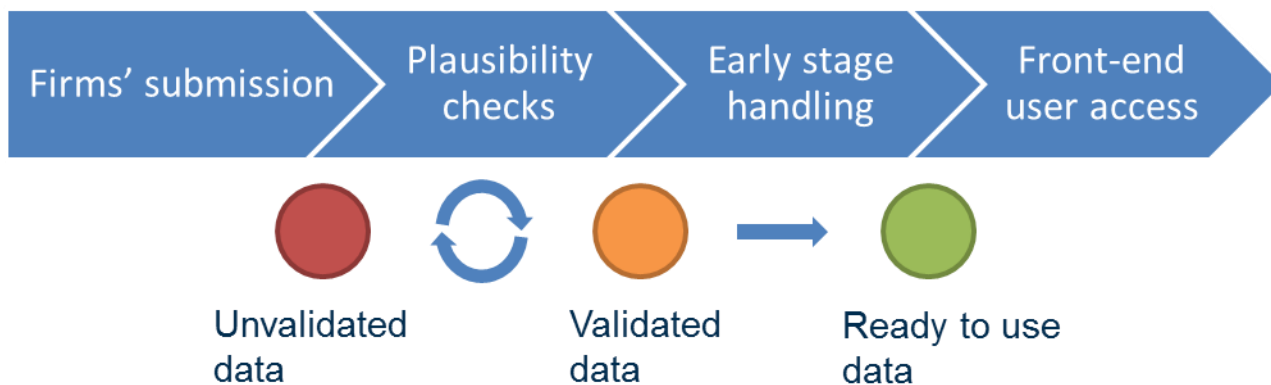 Firms’ submission
Plausibility
checks
Early stage
handling
Front-end
user access
Unvalidated
data
Validated
data
Ready to use
data